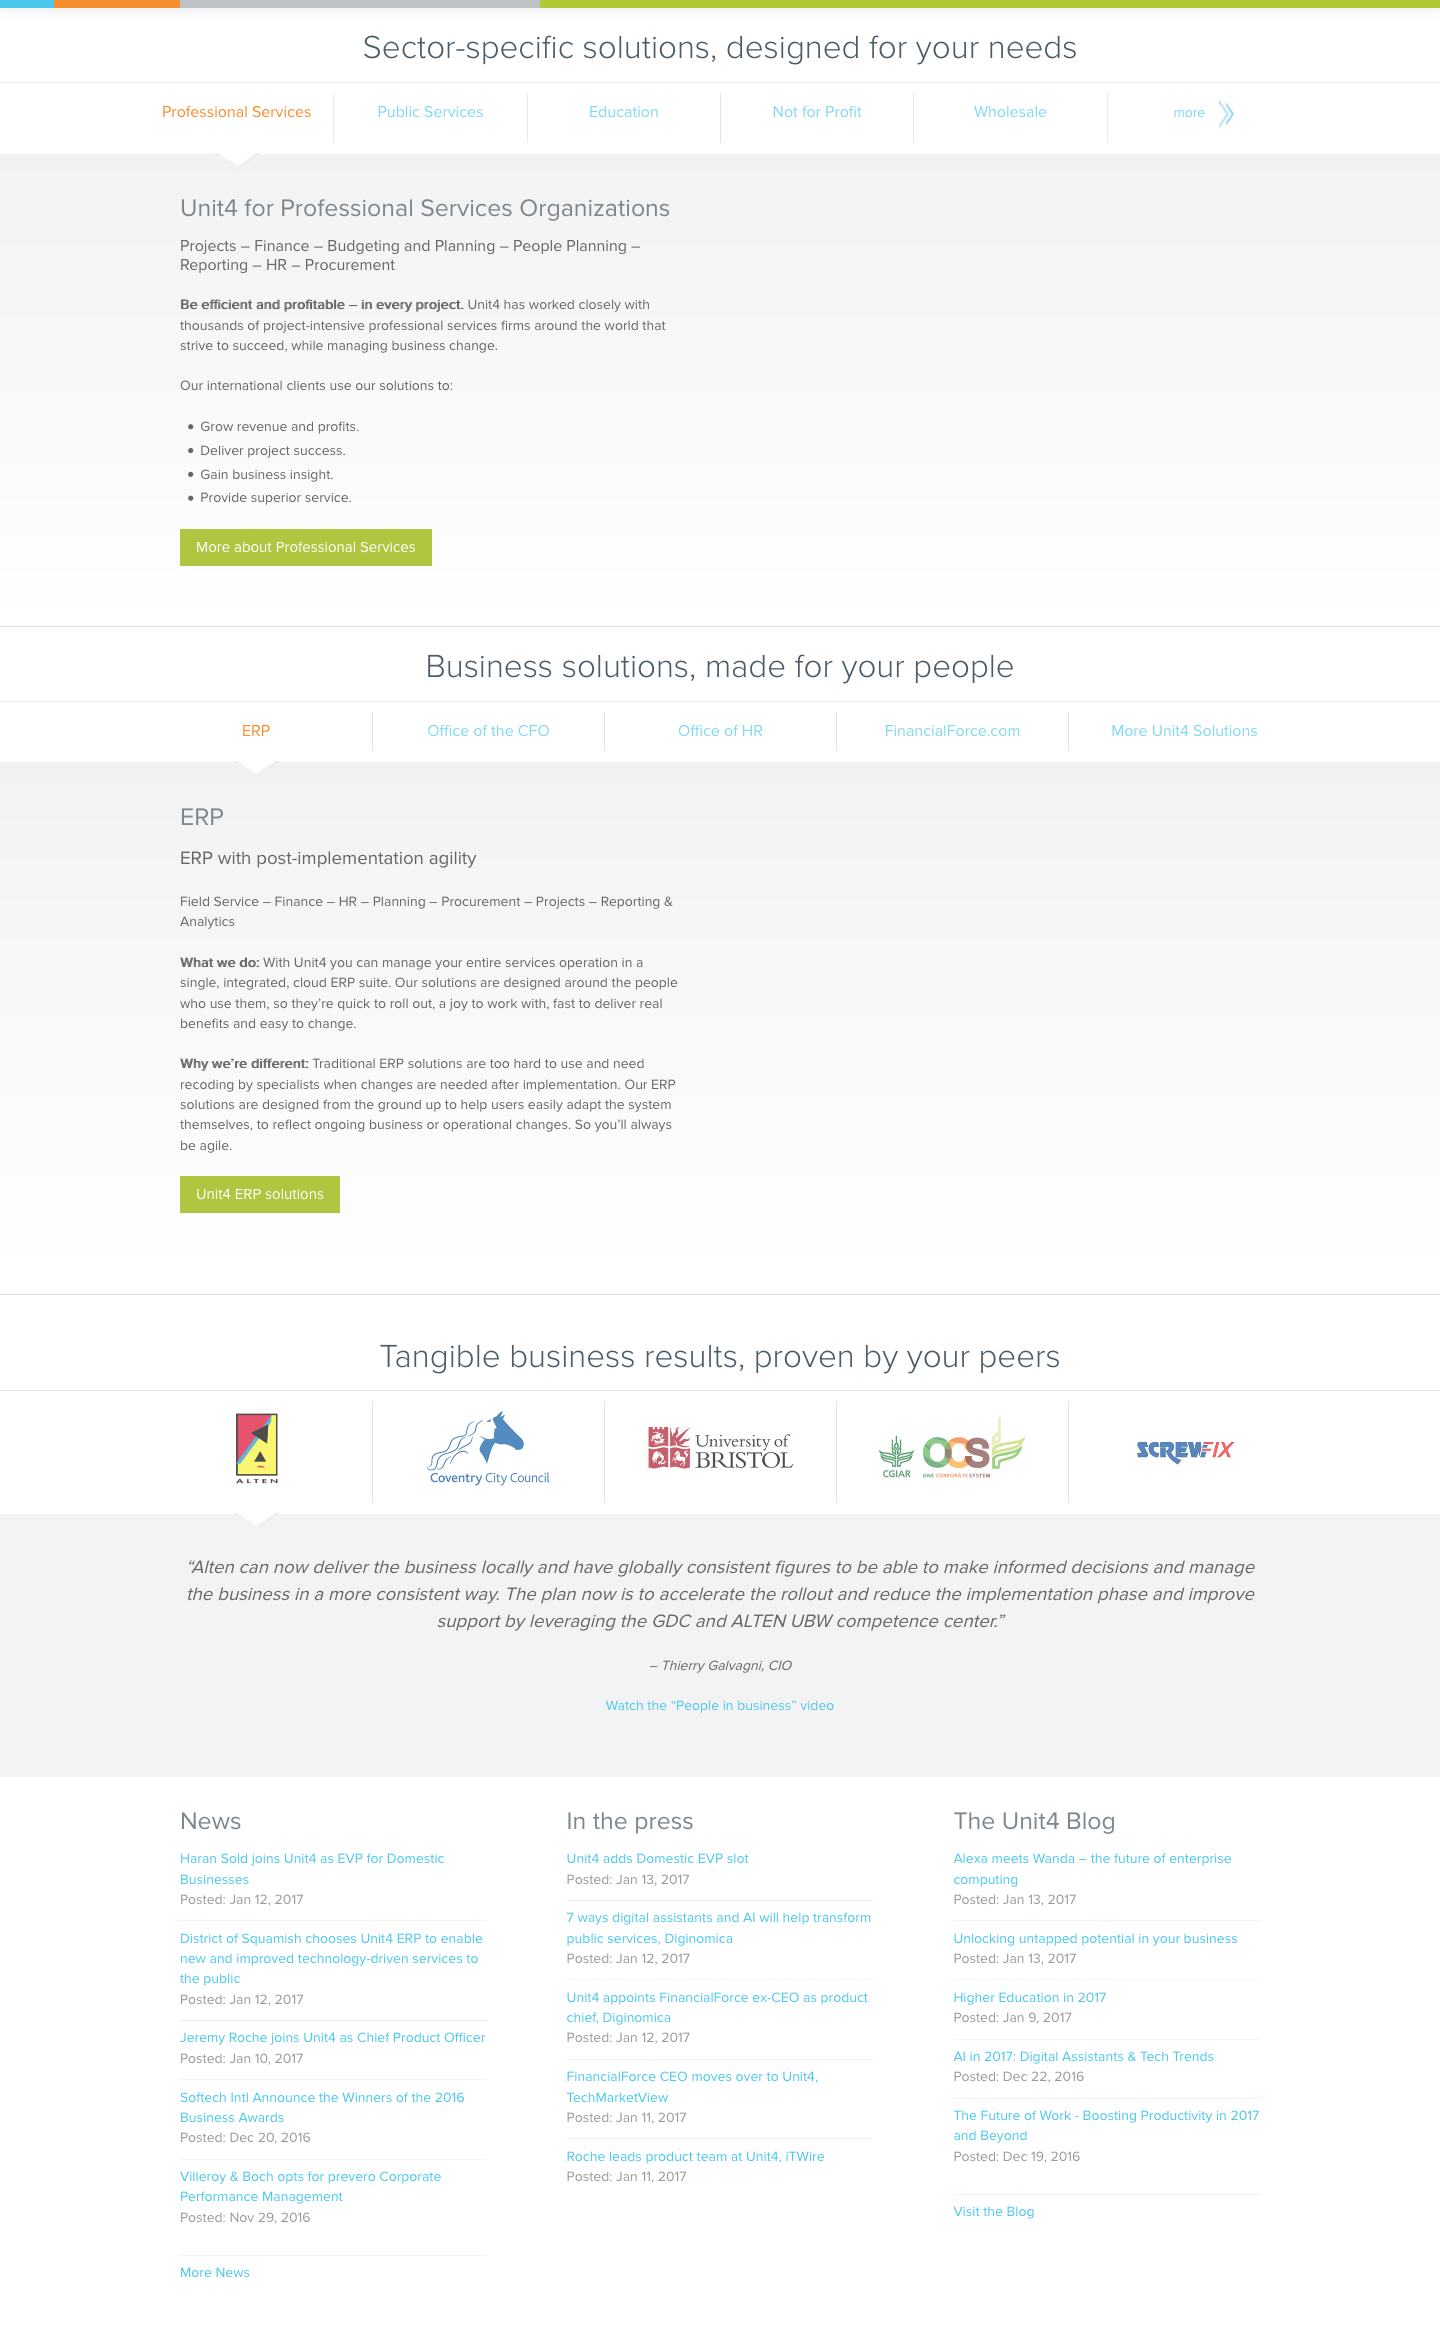 Sector-specific solutions, designed for your needs
Professional Services
Public Services
Education
Not for Profit
Wholesale
more
Unit4 for Professional Services Organizations
Projects – Finance – Budgeting and Planning – People Planning –
Reporting – HR – Procurement
Be efficient and profitable – in every project. Unit4 has worked closely with
thousands of project-intensive professional services firms around the world that
strive to succeed, while managing business change.
Our international clients use our solutions to:
• Grow revenue and profits.
• Deliver project success.
• Gain business insight.
• Provide superior service.
More about Professional Services
Business solutions, made for your people
ERP
Office of the CFO
Office of HR
FinancialForce.com
More Unit4 Solutions
ERP
ERP with post-implementation agility
Field Service – Finance – HR – Planning – Procurement – Projects – Reporting &
Analytics
What we do: With Unit4 you can manage your entire services operation in a
single, integrated, cloud ERP suite. Our solutions are designed around the people
who use them, so they’re quick to roll out, a joy to work with, fast to deliver real
benefits and easy to change.
Why we’re different: Traditional ERP solutions are too hard to use and need
recoding by specialists when changes are needed after implementation. Our ERP
solutions are designed from the ground up to help users easily adapt the system
themselves, to reflect ongoing business or operational changes. So you’ll always
be agile.
Unit4 ERP solutions
Tangible business results, proven by your peers
ALTEN
Coventry City Council
University of
BRISTOL
CGIAR
OCS
ONE CORPORATE SYSTEM
SCREWFIX
“Alten can now deliver the business locally and have globally consistent figures to be able to make informed decisions and manage
the business in a more consistent way. The plan now is to accelerate the rollout and reduce the implementation phase and improve
support by leveraging the GDC and ALTEN UBW competence center.”
– Thierry Galvagni, CIO
Watch the “People in business” video
News
Haran Sold joins Unit4 as EVP for Domestic
Businesses
Posted: Jan 12, 2017
District of Squamish chooses Unit4 ERP to enable
new and improved technology-driven services to
the public
Posted: Jan 12, 2017
Jeremy Roche joins Unit4 as Chief Product Officer
Posted: Jan 10, 2017
Softech Intl Announce the Winners of the 2016
Business Awards
Posted: Dec 20, 2016
Villeroy & Boch opts for prevero Corporate
Performance Management
Posted: Nov 29, 2016
More News
In the press
Unit4 adds Domestic EVP slot
Posted: Jan 13, 2017
7 ways digital assistants and AI will help transform
public services, Diginomica
Posted: Jan 12, 2017
Unit4 appoints FinancialForce ex-CEO as product
chief, Diginomica
Posted: Jan 12, 2017
FinancialForce CEO moves over to Unit4,
TechMarketView
Posted: Jan 11, 2017
Roche leads product team at Unit4, iTWire
Posted: Jan 11, 2017
The Unit4 Blog
Alexa meets Wanda – the future of enterprise
computing
Posted: Jan 13, 2017
Unlocking untapped potential in your business
Posted: Jan 13, 2017
Higher Education in 2017
Posted: Jan 9, 2017
AI in 2017: Digital Assistants & Tech Trends
Posted: Dec 22, 2016
The Future of Work - Boosting Productivity in 2017
and Beyond
Posted: Dec 19, 2016
Visit the Blog